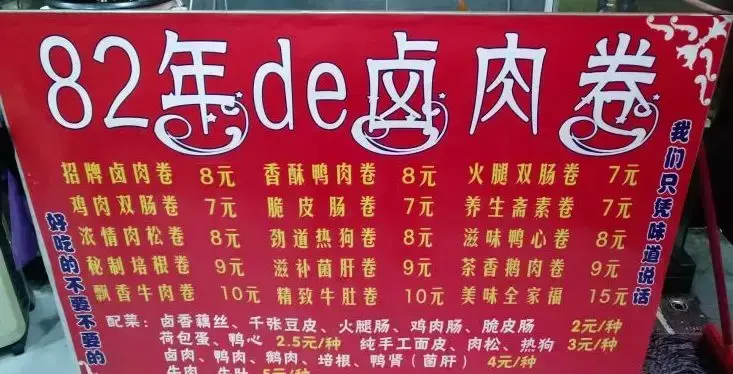 82年de卤肉卷
招牌卤肉卷 8元 香酥鸭肉卷 8元 火腿双肠卷 7元
鸡肉双肠卷 7元 脆皮肠卷 7元 养生斋素卷 7元
浓情肉松卷 8元 劲道热狗卷 8元 滋味鸭心卷 8元
秘制培根卷 9元 滋补菌肝卷 9元 茶香鹅肉卷 9元
飘香牛肉卷 10元 精致牛肚卷 10元 美味全家福 15元
配菜：卤香藕丝、千张豆皮、火腿肠、鸡肉肠、脆皮肠 2元/种
荷包蛋、鸭心 2.5元/种 纯手工面皮、肉松、热狗 3元/种
卤肉、鸭肉、鹅肉、培根、鸭肾（菌肝） 4元/种
牛肉、牛肚 5元/种
好吃的不要不要的
我们只凭味道说话